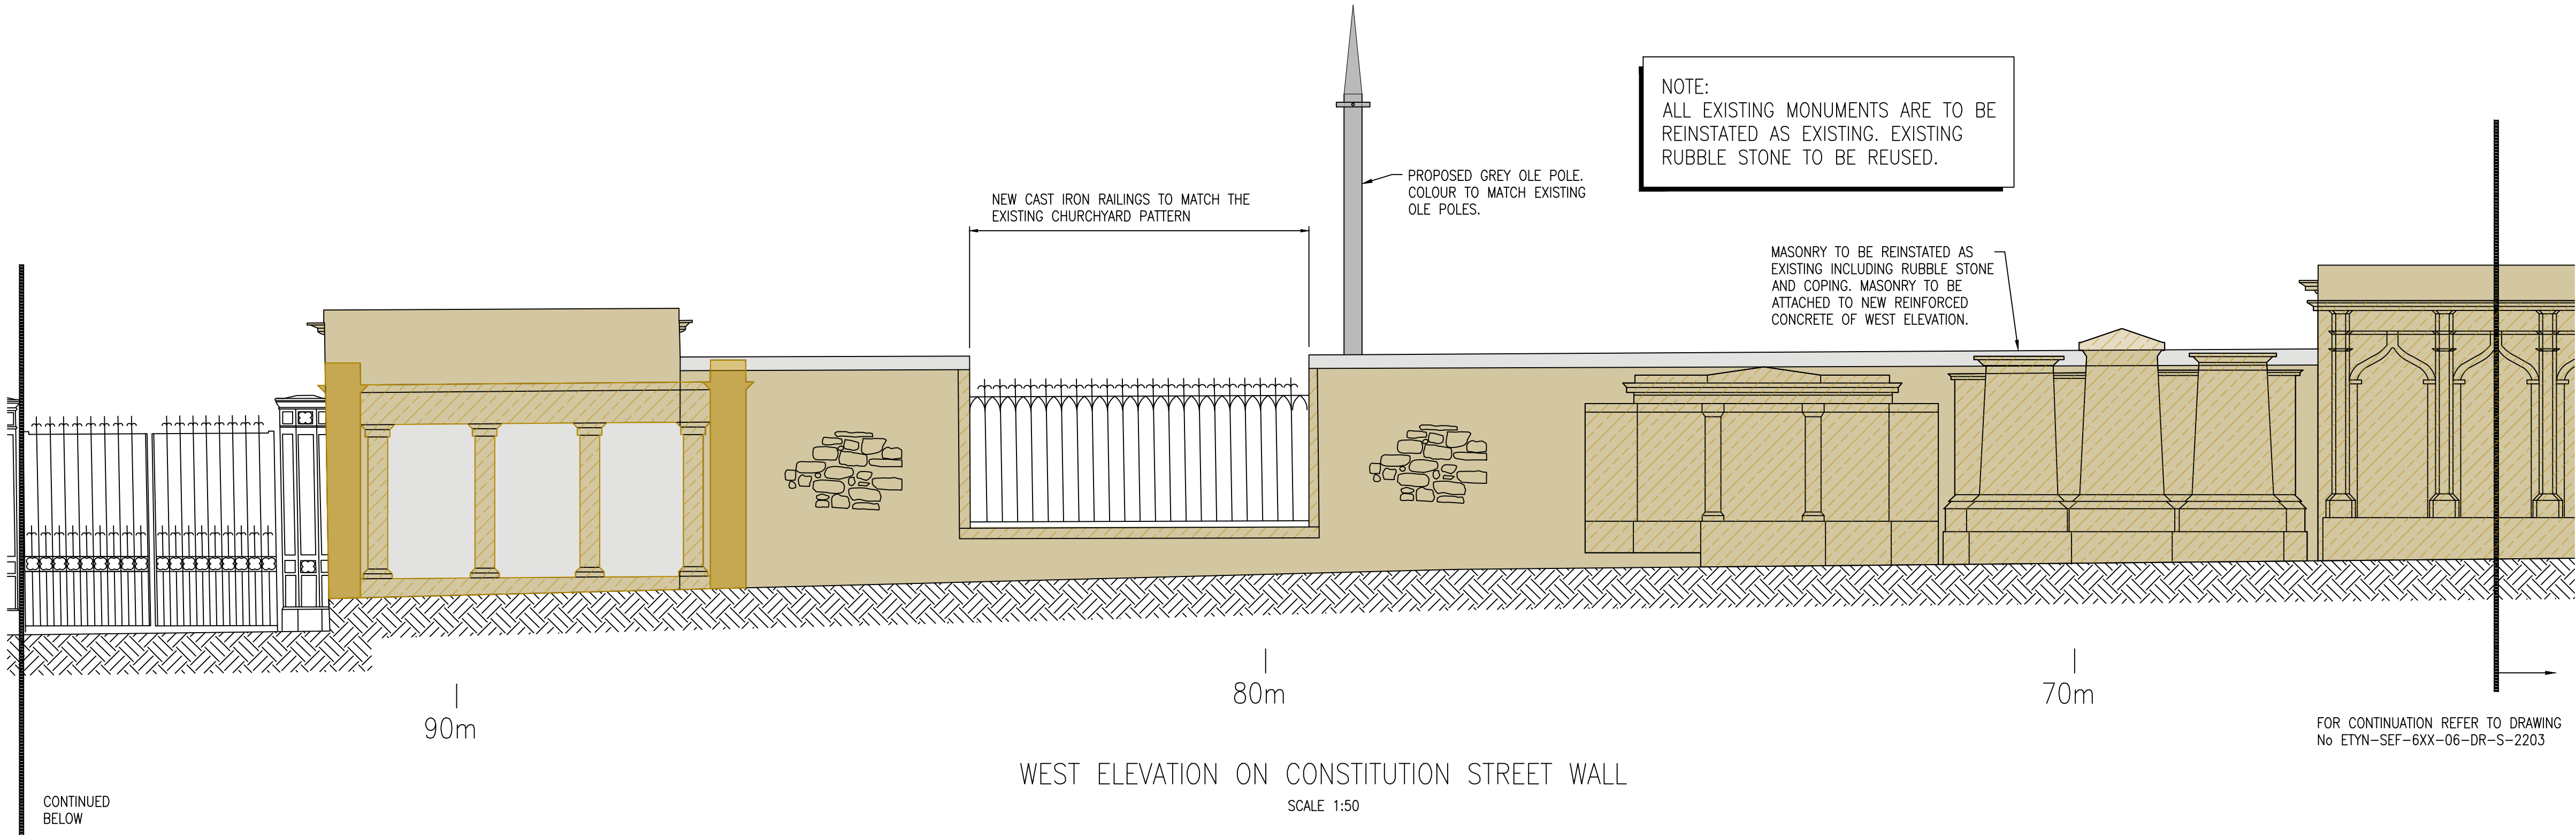 NOTE:
ALL EXISTING MONUMENTS ARE TO BE
REINSTATED AS EXISTING. EXISTING
RUBBLE STONE TO BE REUSED.
PROPOSED GREY OLE POLE.
COLOUR TO MATCH EXISTING
OLE POLES.
NEW CAST IRON RAILINGS TO MATCH THE
EXISTING CHURCHYARD PATTERN
MASONRY TO BE REINSTATED AS
EXISTING INCLUDING RUBBLE STONE
AND COPING. MASONRY TO BE
ATTACHED TO NEW REINFORCED
CONCRETE OF WEST ELEVATION.
90m
80m
70m
FOR CONTINUATION REFER TO DRAWING
No ETYN-SEF-6XX-06-DR-S-2203
WEST ELEVATION ON CONSTITUTION STREET WALL
SCALE 1:50
CONTINUED
BELOW